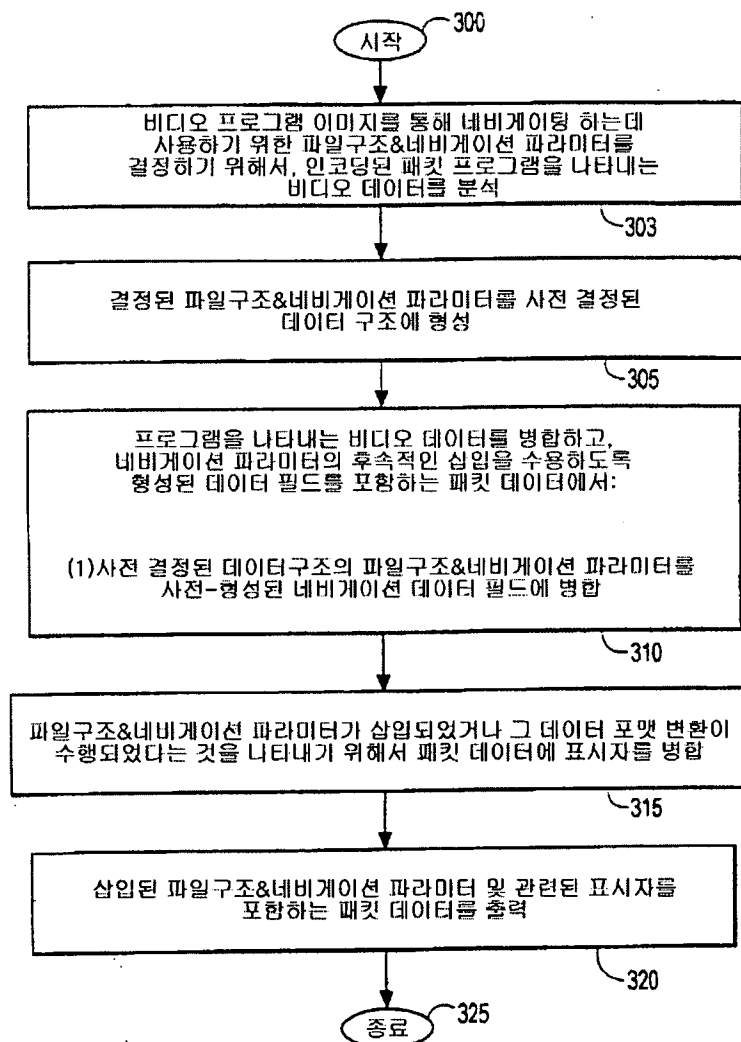 시작
300
비디오 프로그램 이미지를 통해 네비게이팅 하는데
사용하기 위한 파일구조&네비게이션 파라미터를
결정하기 위해서, 인코딩된 패킷 프로그램을 나타내는
비디오 데이터를 분석
303
결정된 파일구조&네비게이션 파라미터를 사전 결정된
데이터 구조에 형성
305
프로그램을 나타내는 비디오 데이터를 병합하고,
네비게이션 파라미터의 후속적인 삽입을 수용하도록
형성된 데이터 필드를 포함하는 패킷 데이터에서:
(1)사전 결정된 데이터구조의 파일구조&네비게이션 파라미터를
사전-형성된 네비게이션 데이터 필드에 병합
310
파일구조&네비게이션 파라미터가 삽입되었거나 그 데이터 포맷 변환이
수행되었다는 것을 나타내기 위해서 패킷 데이터에 표시자를 병합
315
삽입된 파일구조&네비게이션 파라미터 및 관련된 표시자를
포함하는 패킷 데이터를 출력
320
종료
325